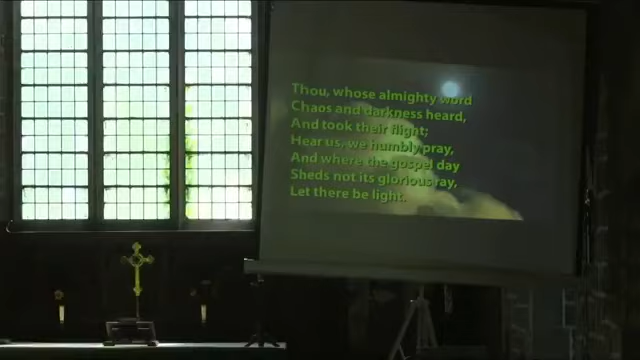 Thou, whose almighty word
Chaos and darkness heard,
And took their flight;
Hear us, we humbly pray,
And where the gospel day
Sheds not its glorious ray,
Let there be light.